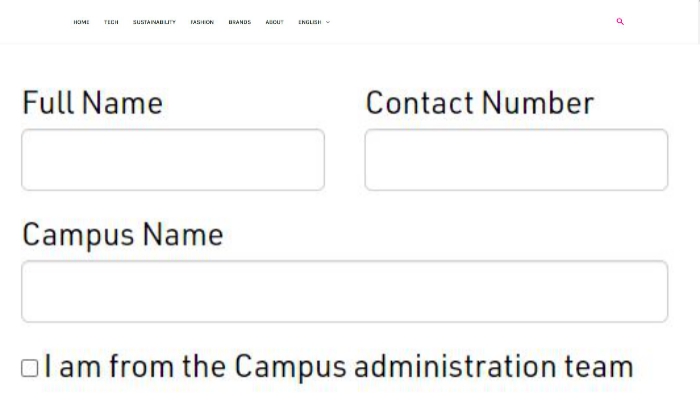 HOME TECH SUSTAINABILITY FASHION BRANDS ABOUT ENGLISH
Full Name Contact Number
Campus Name
I am from the Campus administration team